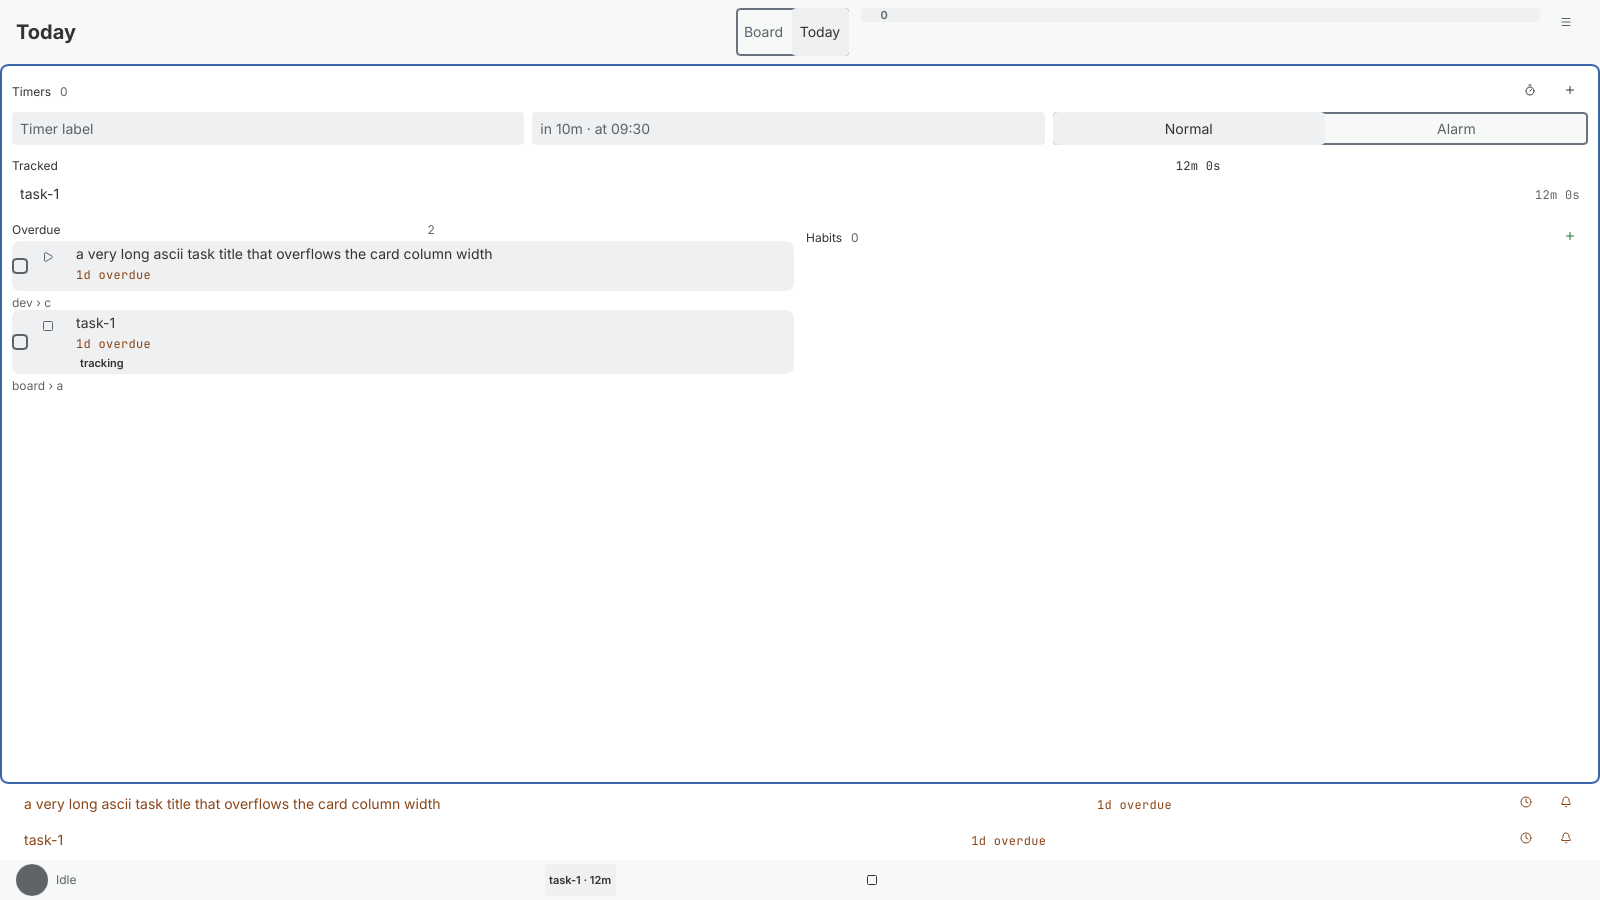 Today
Board Today 0
Timers 0
Timer label in 10m · at 09:30 Normal Alarm
Tracked 12m 0s
task-1 12m 0s
Overdue 2
Habits 0
a very long ascii task title that overflows the card column width
1d overdue
dev › c
task-1
1d overdue
tracking
board › a
a very long ascii task title that overflows the card column width 1d overdue
task-1 1d overdue
Idle task-1 · 12m